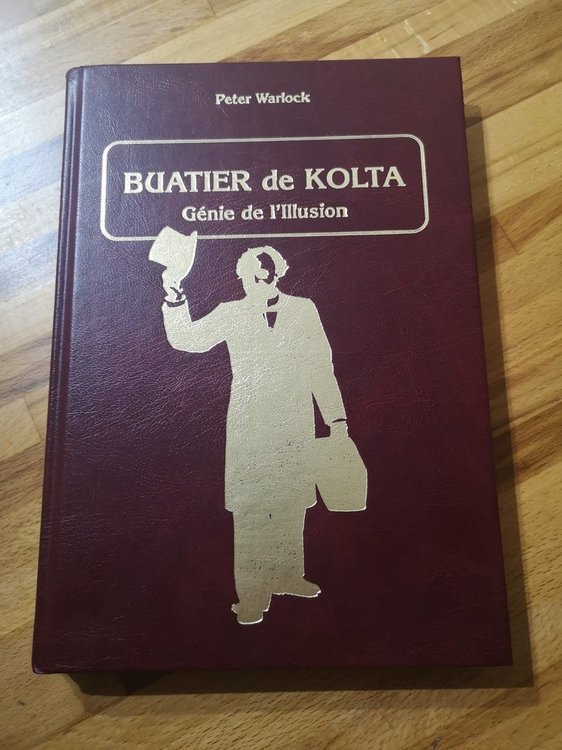 Peter Warlock
BUATIER de KOLTA
Génie de l'Illusion